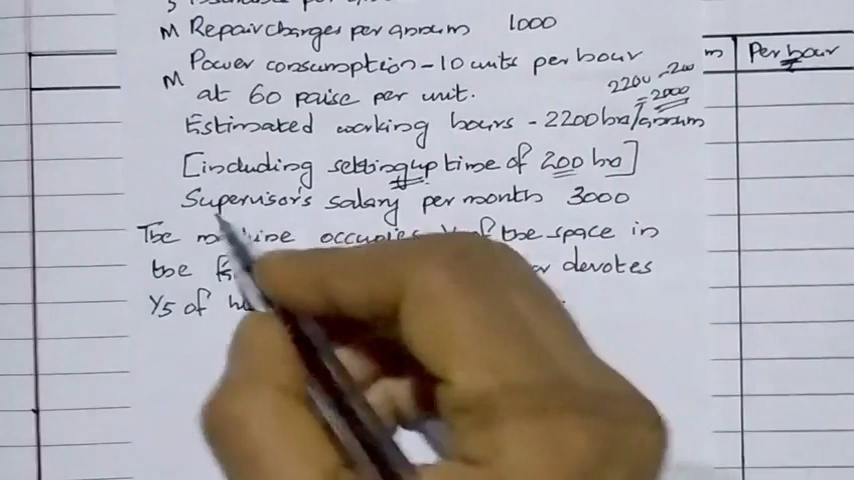 M Repair charges per annum 1000
Power consumption - 10 units per hour
M at 60 paise per unit.
2200 - 200
= 2000
Estimated working hours - 2200 hrs/annum
[including setting up time of 200 hrs]
Supervisor's salary per month 3000
The machine occupies of the space in
the devotes
1/5 of
Per hour